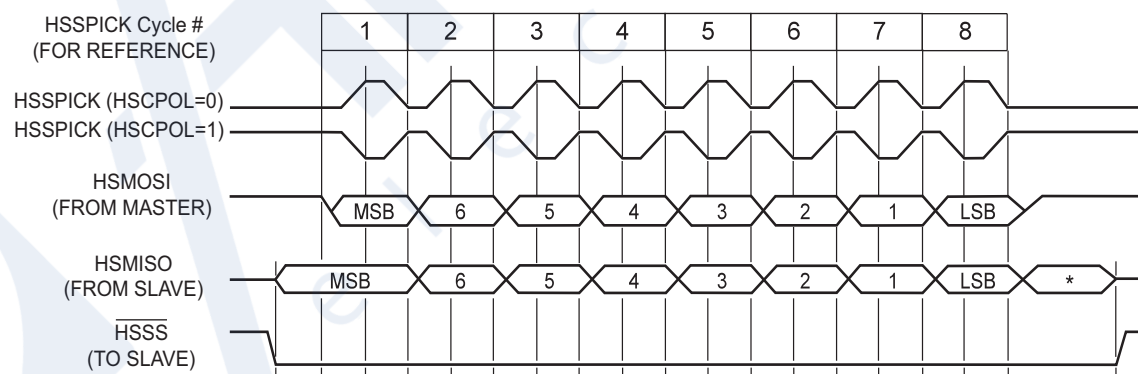 HSSPICK Cycle #
(FOR REFERENCE)
1 2 3 4 5 6 7 8
HSSPICK (HSCPOL=0)
HSSPICK (HSCPOL=1)
HSMOSI
(FROM MASTER)
MSB 6 5 4 3 2 1 LSB
HSMISO
(FROM SLAVE)
MSB 6 5 4 3 2 1 LSB *
HSSS
(TO SLAVE)